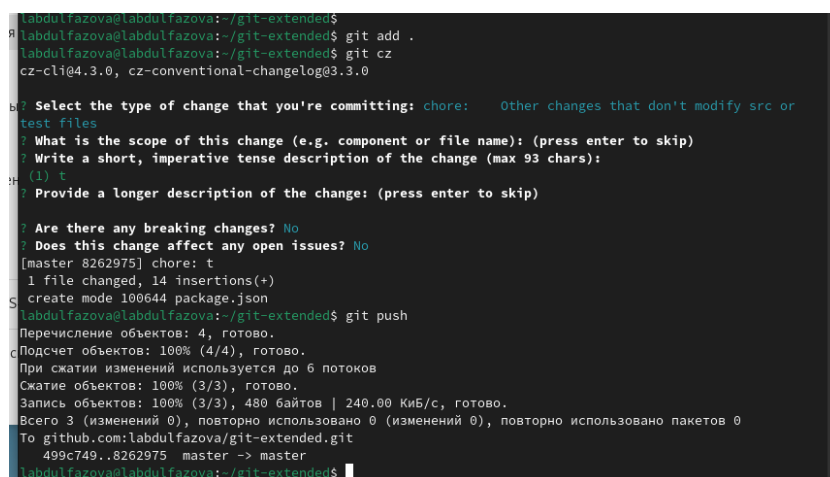 labdulfazova@labdulfazova:~/git-extended$
labdulfazova@labdulfazova:~/git-extended$ git add .
labdulfazova@labdulfazova:~/git-extended$ git cz
cz-cli@4.3.0, cz-conventional-changelog@3.3.0
? Select the type of change that you're committing: chore:    Other changes that don't modify src or
test files
? What is the scope of this change (e.g. component or file name): (press enter to skip)
? Write a short, imperative tense description of the change (max 93 chars):
(1) t
? Provide a longer description of the change: (press enter to skip)
? Are there any breaking changes? No
? Does this change affect any open issues? No
[master 8262975] chore: t
1 file changed, 14 insertions(+)
create mode 100644 package.json
labdulfazova@labdulfazova:~/git-extended$ git push
Перечисление объектов: 4, готово.
Подсчет объектов: 100% (4/4), готово.
При сжатии изменений используется до 6 потоков
Сжатие объектов: 100% (3/3), готово.
Запись объектов: 100% (3/3), 480 байтов | 240.00 КиБ/с, готово.
Всего 3 (изменений 0), повторно использовано 0 (изменений 0), повторно использовано пакетов 0
To github.com:labdulfazova/git-extended.git
499c749..8262975  master -> master
labdulfazova@labdulfazova:~/git-extended$